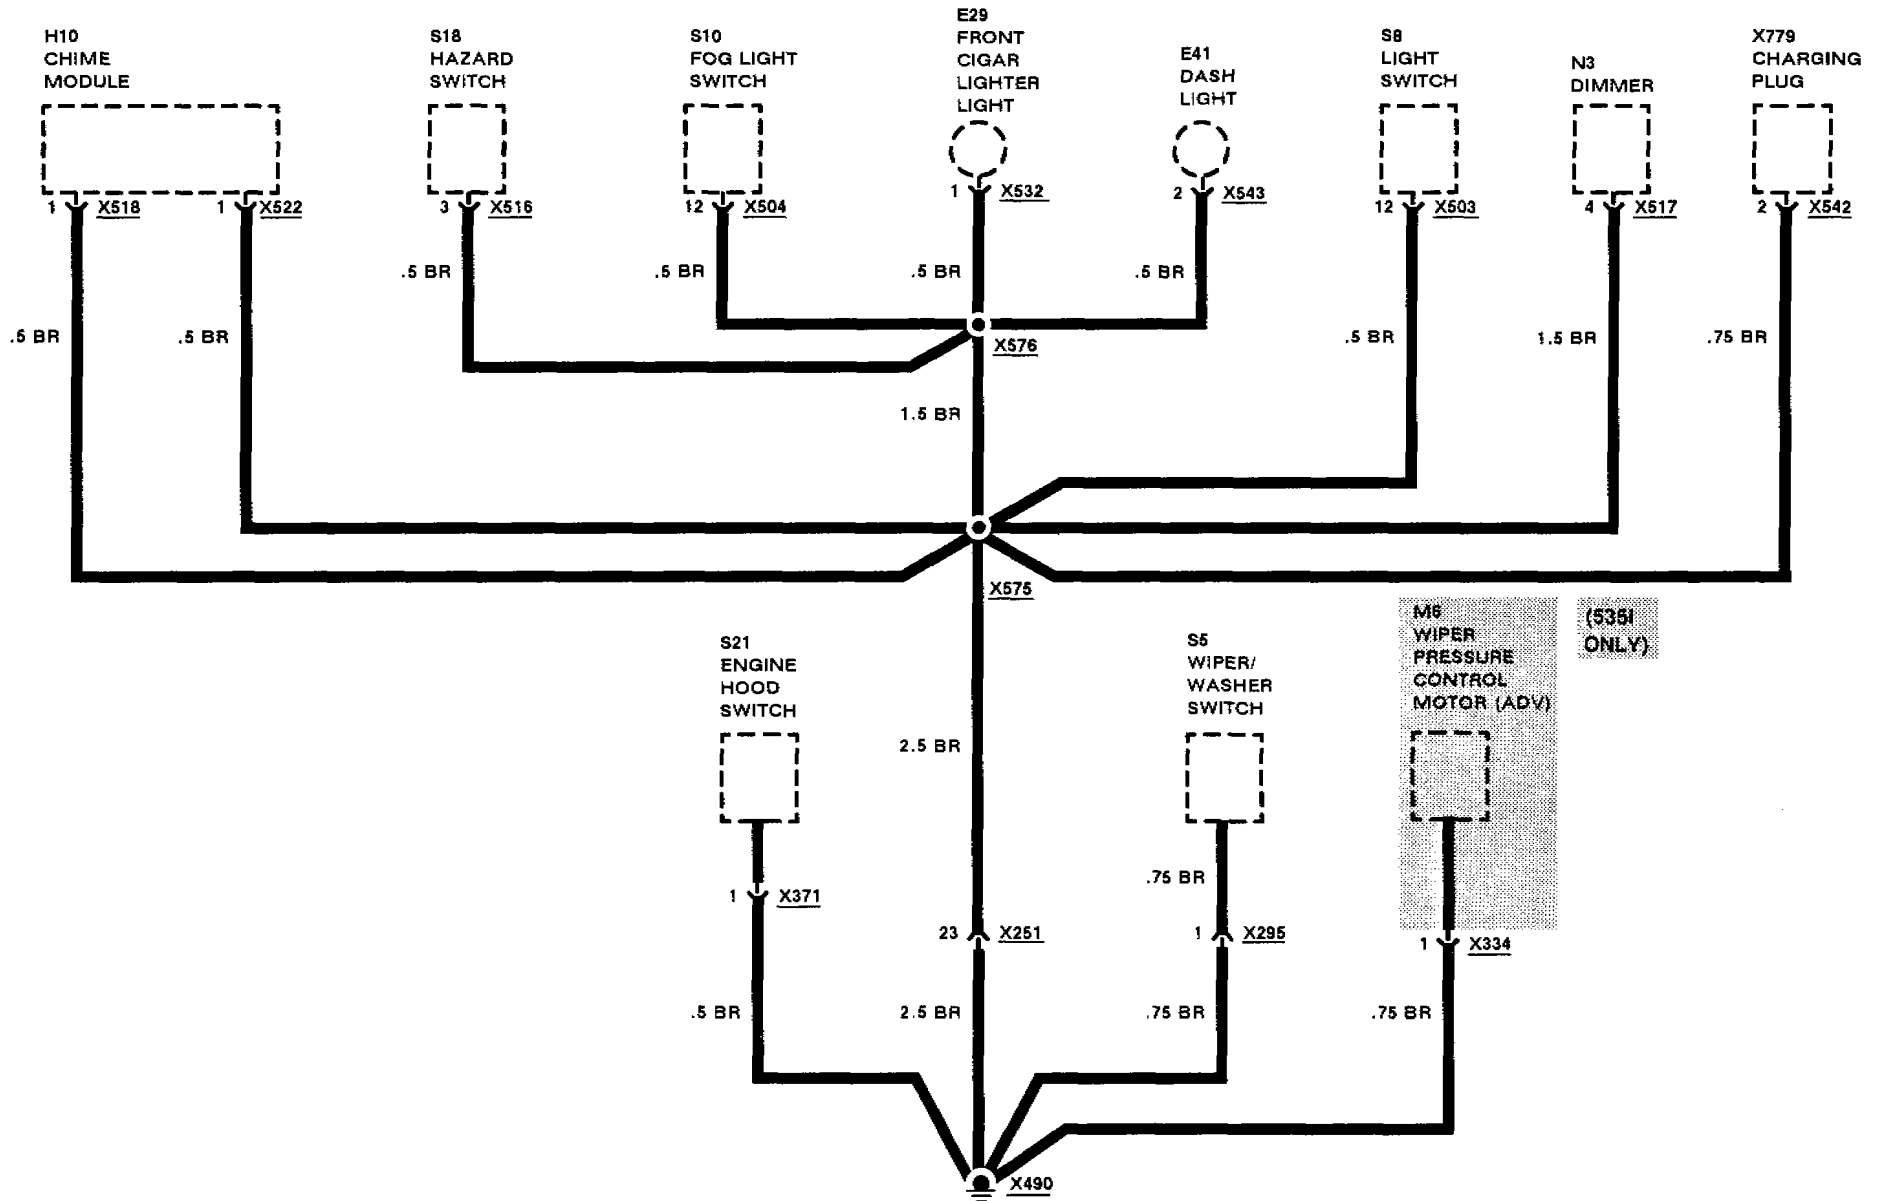 H10
CHIME
MODULE
S18
HAZARD
SWITCH
S10
FOG LIGHT
SWITCH
E29
FRONT
CIGAR
LIGHTER
LIGHT
E41
DASH
LIGHT
S8
LIGHT
SWITCH
N3
DIMMER
X779
CHARGING
PLUG
1 X518
1 X522
3 X516
12 X504
1 X532
2 X543
12 X503
4 X517
2 X542
.5 BR
.5 BR
.5 BR
.5 BR
.5 BR
.5 BR
.5 BR
1.5 BR
.75 BR
X576
1.5 BR
X575
S21
ENGINE
HOOD
SWITCH
S5
WIPER/
WASHER
SWITCH
M6
WIPER
PRESSURE
CONTROL
MOTOR (ADV)
(535I
ONLY)
2.5 BR
.75 BR
1 X371
23 X251
1 X295
1 X334
.5 BR
2.5 BR
.75 BR
.75 BR
X490